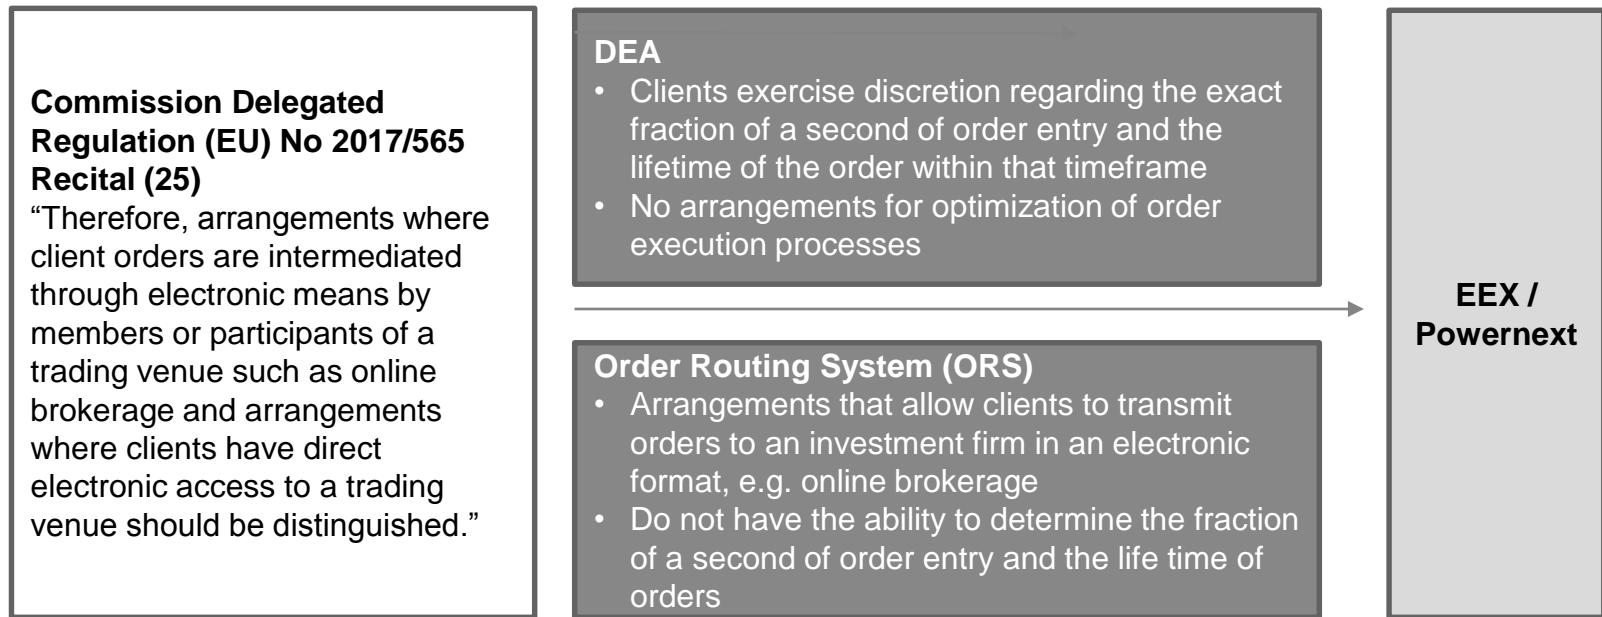 Commission Delegated
Regulation (EU) No 2017/565
Recital (25)
“Therefore, arrangements where
client orders are intermediated
through electronic means by
members or participants of a
trading venue such as online
brokerage and arrangements
where clients have direct
electronic access to a trading
venue should be distinguished.”
DEA
• Clients exercise discretion regarding the exact
fraction of a second of order entry and the
lifetime of the order within that timeframe
• No arrangements for optimization of order
execution processes
Order Routing System (ORS)
• Arrangements that allow clients to transmit
orders to an investment firm in an electronic
format, e.g. online brokerage
• Do not have the ability to determine the fraction
of a second of order entry and the life time of
orders
EEX /
Powernext